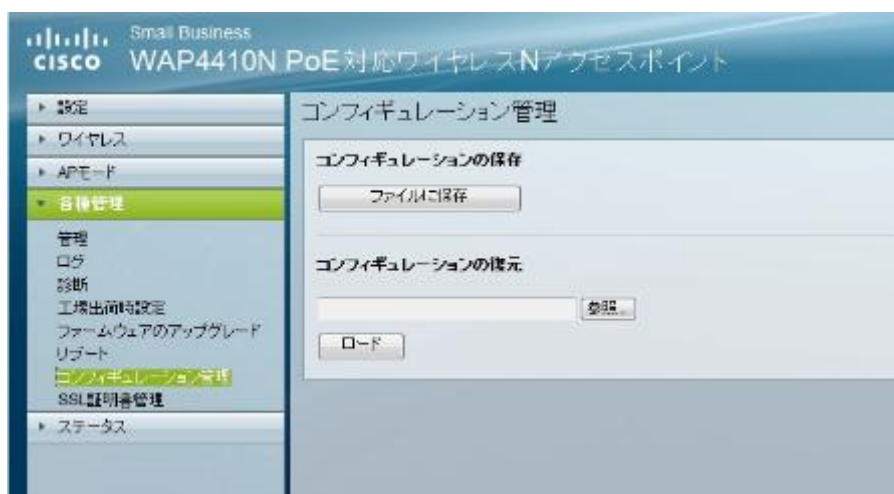 Small Business
CISCO WAP4410N PoE対応ワイヤレスNアクセスポイント
設定
ワイヤレス
APモード
各種管理
管理
ログ
診断
工場出荷時設定
ファームウェアのアップグレード
リブート
コンフィギュレーション管理
SSL証明書管理
ステータス
コンフィギュレーション管理
コンフィギュレーションの保存
ファイルに保存
コンフィギュレーションの復元
参照...
ロード